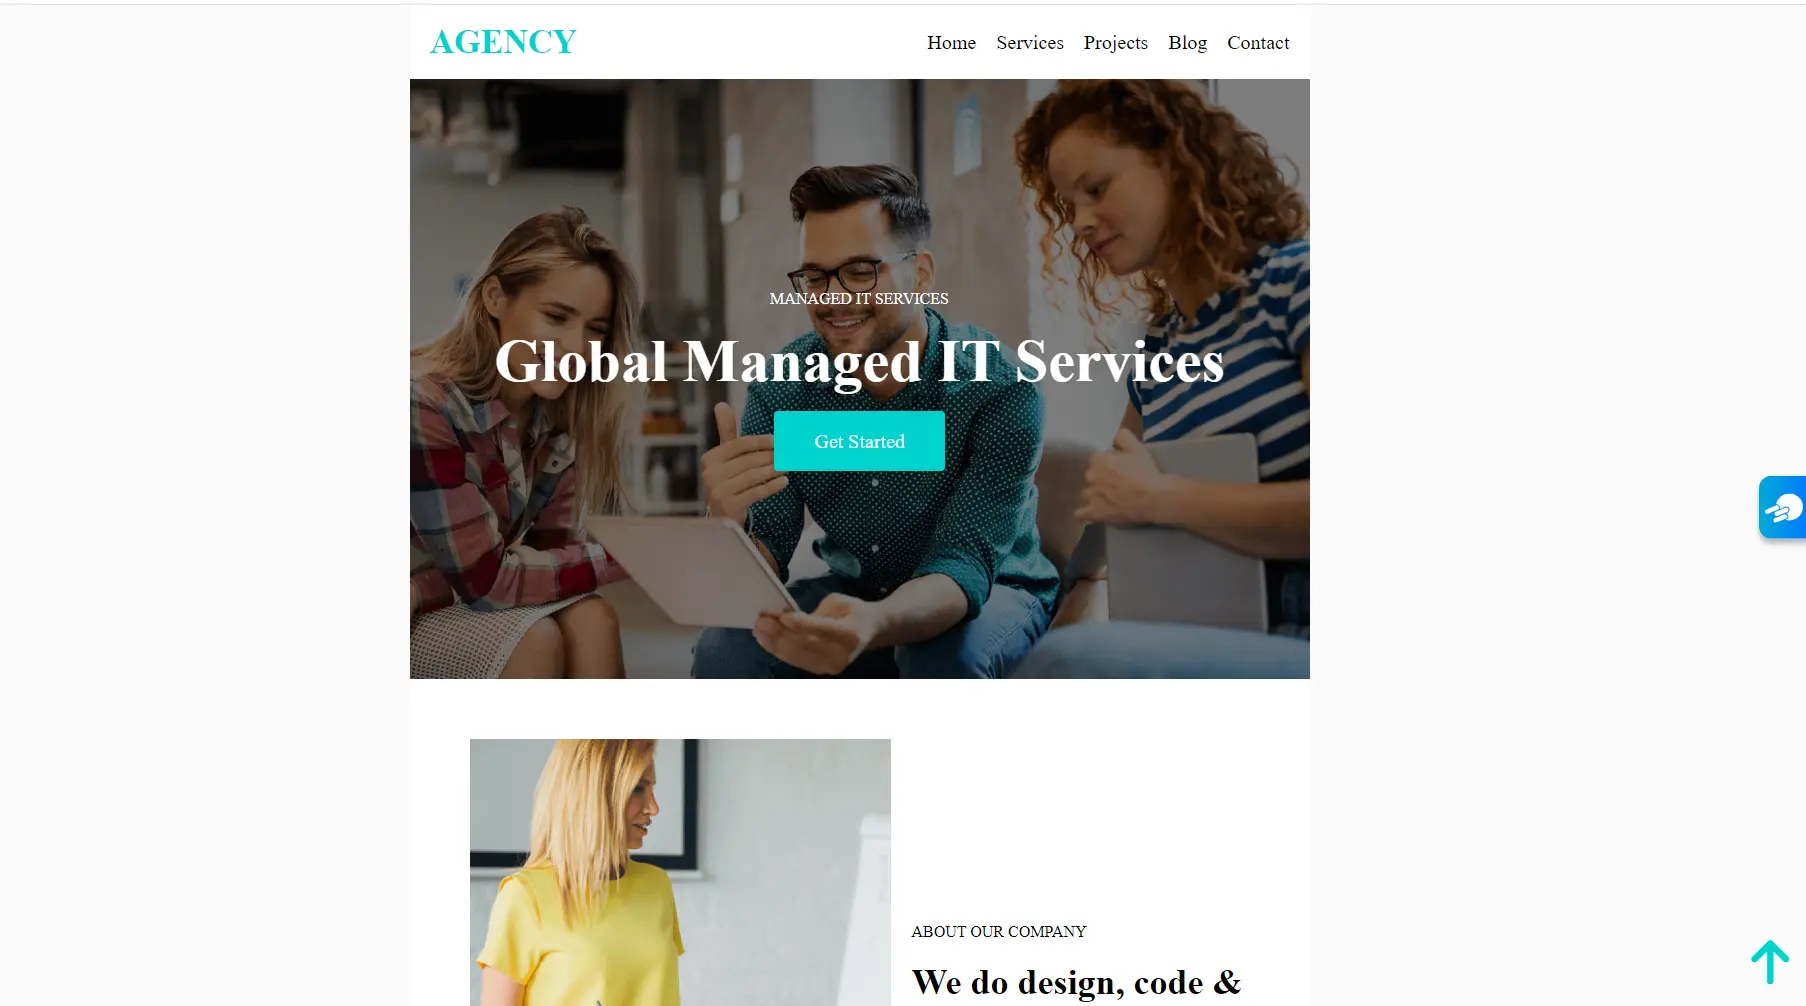 AGENCY
Home Services Projects Blog Contact
MANAGED IT SERVICES
Global Managed IT Services
Get Started
ABOUT OUR COMPANY
We do design, code &